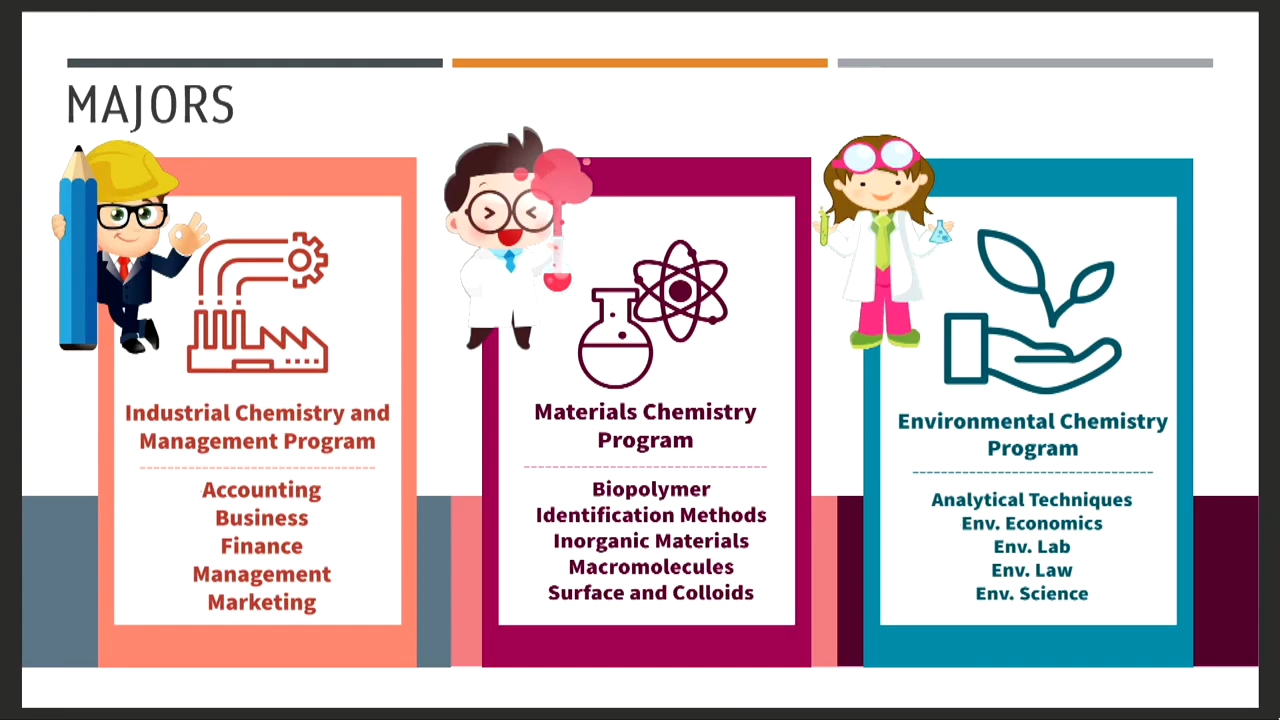 MAJORS
Industrial Chemistry and
Management Program
Accounting
Business
Finance
Management
Marketing
Materials Chemistry
Program
Biopolymer
Identification Methods
Inorganic Materials
Macromolecules
Surface and Colloids
Environmental Chemistry
Program
Analytical Techniques
Env. Economics
Env. Lab
Env. Law
Env. Science